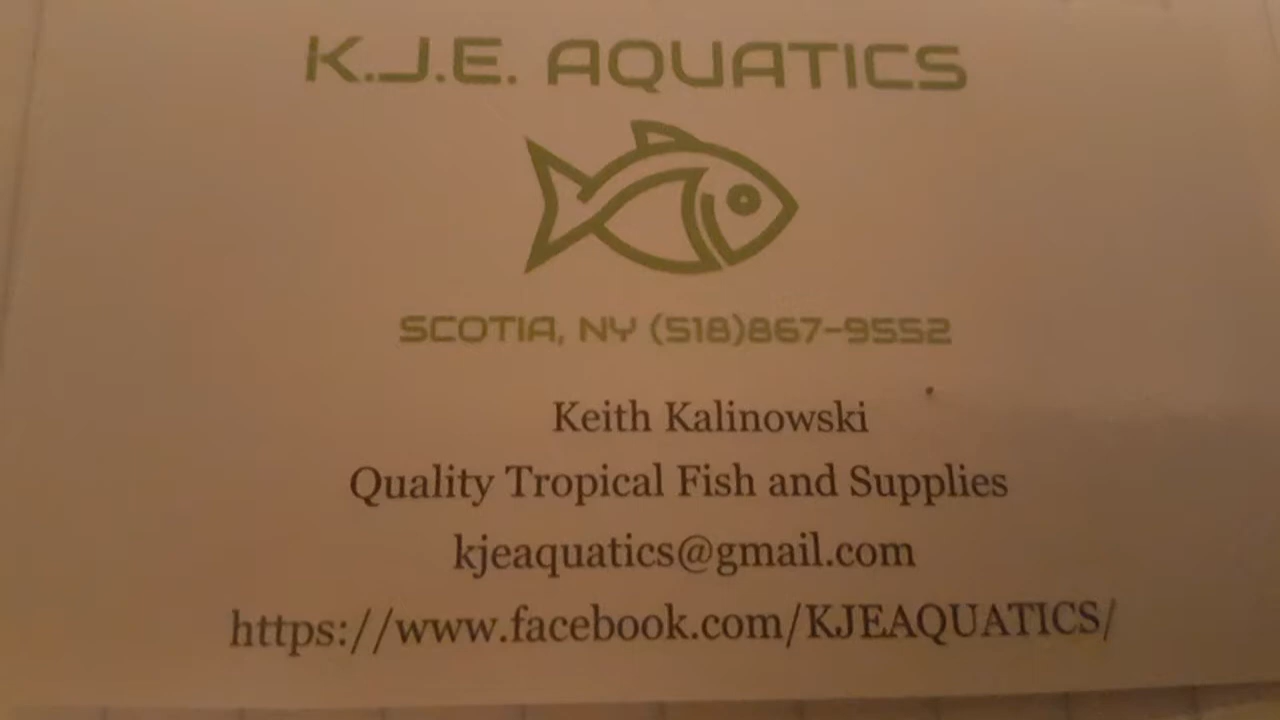 K.J.E. AQUATICS
SCOTIA, NY (518)867-9552
Keith Kalinowski
Quality Tropical Fish and Supplies
kjeaquatics@gmail.com
https://www.facebook.com/KJEAQUATICS/